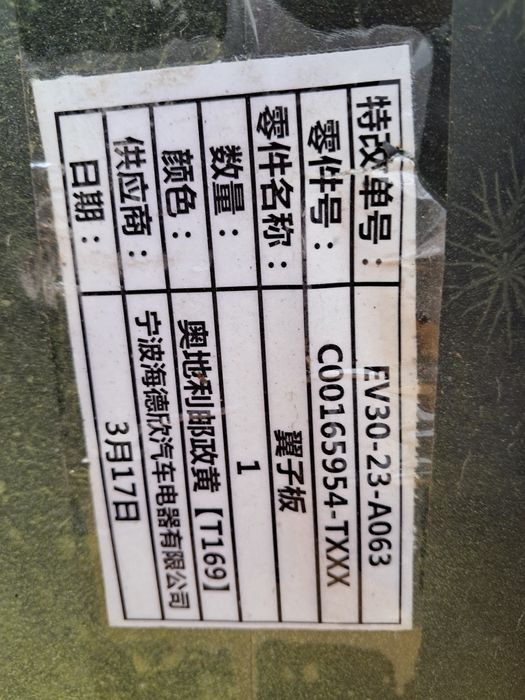 特改单号： EV30-23-A063
零件号： C00165954-TXXX
零件名称： 翼子板
数量： 1
颜色： 奥地利邮政黄【T169】
供应商： 宁波海德欣汽车电器有限公司
日期： 3月17日